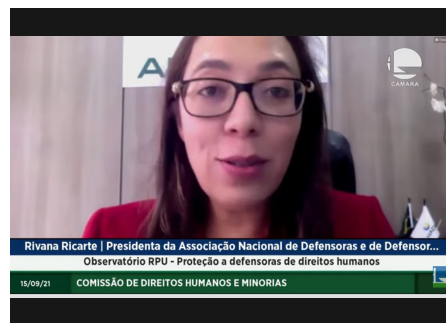 A
CAMARA
Rivana Ricarte | Presidenta da Associação Nacional de Defensoras e de Defensor...
Observatório RPU - Proteção a defensoras de direitos humanos
15/09/21 COMISSÃO DE DIREITOS HUMANOS E MINORIAS